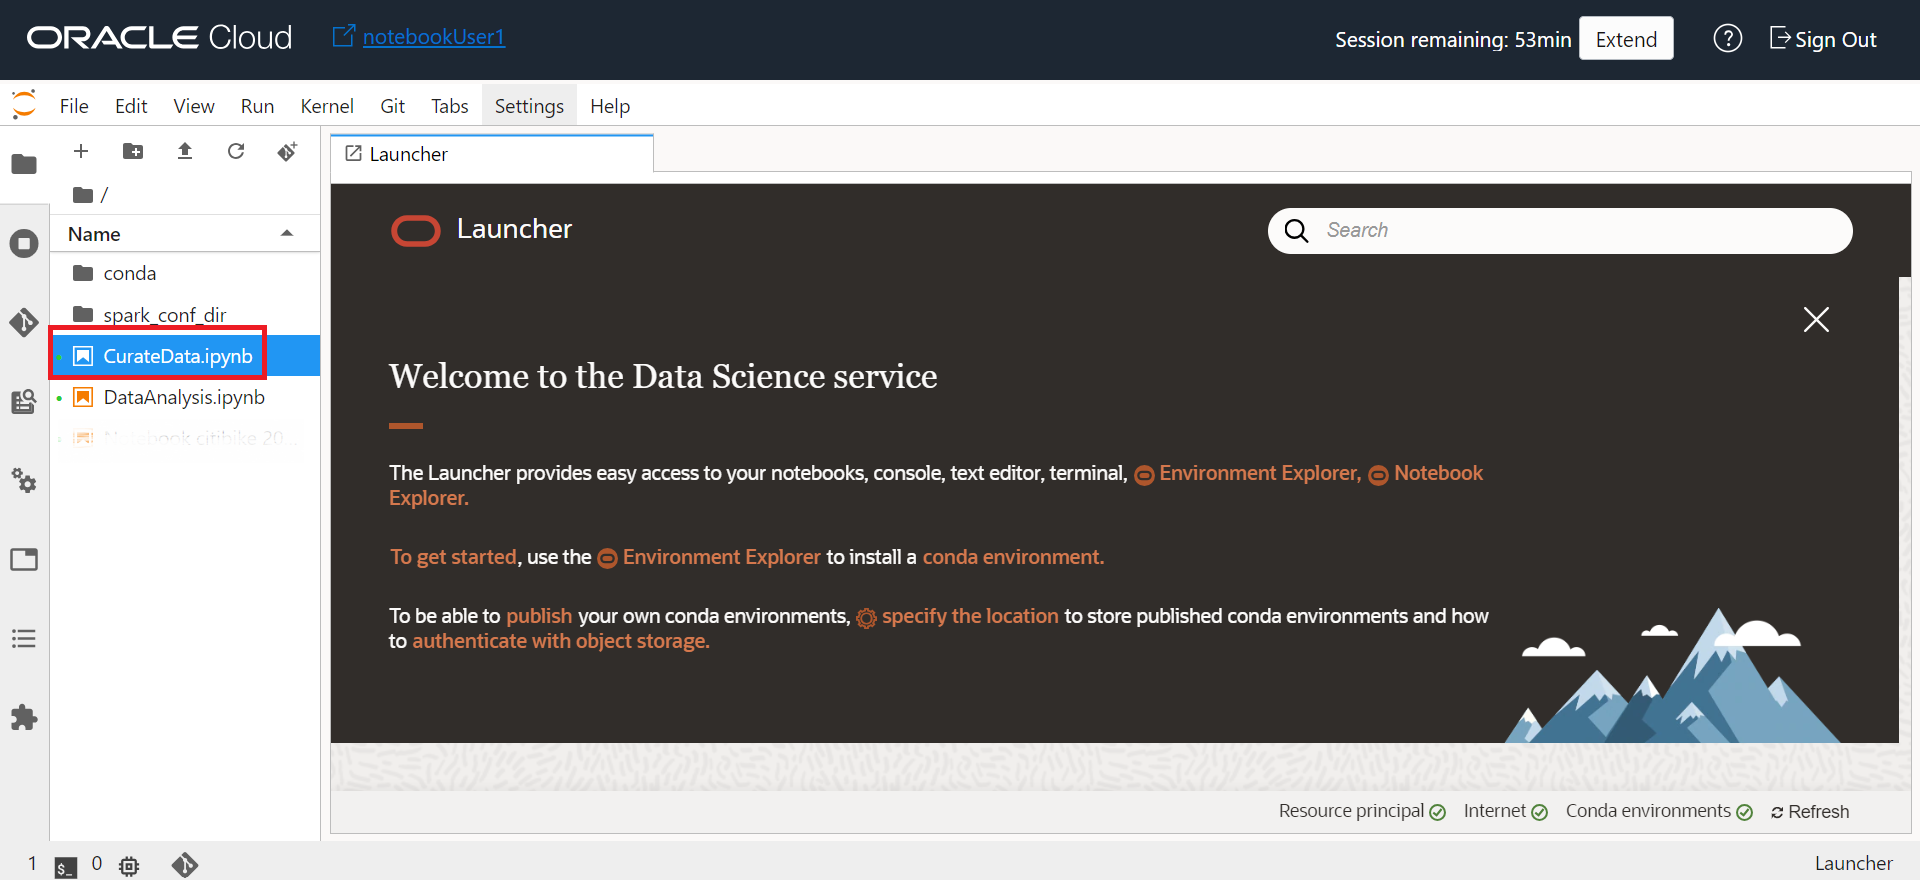 ORACLE Cloud
notebookUser1
Session remaining: 53min
Extend
? Sign Out
File Edit View Run Kernel Git Tabs Settings Help
/
Name
conda
spark_conf_dir
CurateData.ipynb
DataAnalysis.ipynb
Notebook citibike 20...
Launcher
Launcher
Search
Welcome to the Data Science service
The Launcher provides easy access to your notebooks, console, text editor, terminal, Environment Explorer, Notebook
Explorer.
To get started, use the Environment Explorer to install a conda environment.
To be able to publish your own conda environments, specify the location to store published conda environments and how
to authenticate with object storage.
Resource principal Internet Conda environments Refresh
1 $_ 0
Launcher